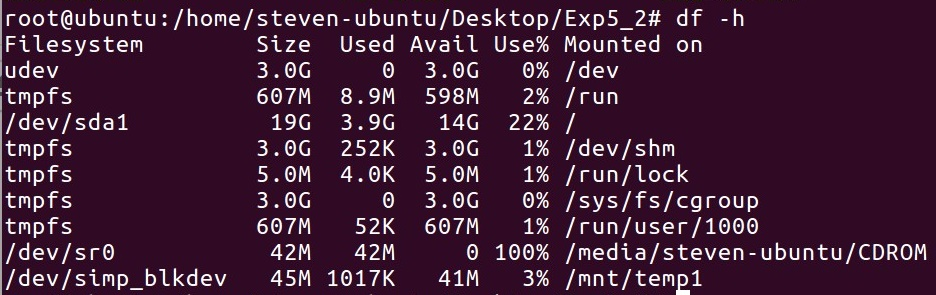 root@ubuntu:/home/steven-ubuntu/Desktop/Exp5_2# df -h
Filesystem Size Used Avail Use% Mounted on
udev 3.0G 0 3.0G 0% /dev
tmpfs 607M 8.9M 598M 2% /run
/dev/sda1 19G 3.9G 14G 22% /
tmpfs 3.0G 252K 3.0G 1% /dev/shm
tmpfs 5.0M 4.0K 5.0M 1% /run/lock
tmpfs 3.0G 0 3.0G 0% /sys/fs/cgroup
tmpfs 607M 52K 607M 1% /run/user/1000
/dev/sr0 42M 42M 0 100% /media/steven-ubuntu/CDROM
/dev/simp_blkdev 45M 1017K 41M 3% /mnt/temp1